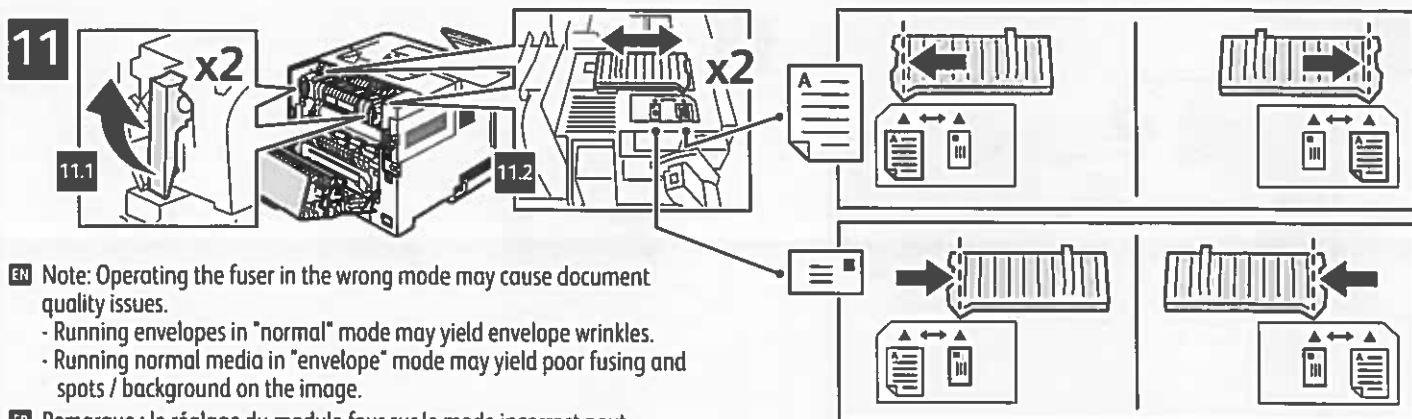 11
x2
11.1
x2
11.2
A
A
A
A
A
EN Note: Operating the fuser in the wrong mode may cause document
quality issues.
- Running envelopes in "normal" mode may yield envelope wrinkles.
- Running normal media in "envelope" mode may yield poor fusing and
spots / background on the image.
FR Remarque : le réglage du module four sur le mode incorrect peut